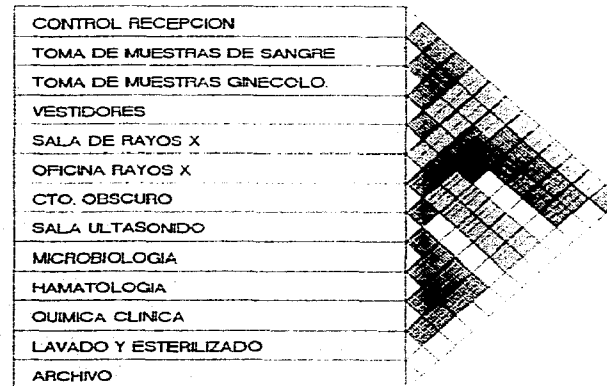 CONTROL RECEPCION
TOMA DE MUESTRAS DE SANGRE
TOMA DE MUESTRAS GINECOLO.
VESTIDORES
SALA DE RAYOS X
OFICINA RAYOS X
CTO. OBSCURO
SALA ULTASONIDO
MICROBIOLOGIA
HAMATOLOGIA
QUIMICA CLINICA
LAVADO Y ESTERILIZADO
ARCHIVO